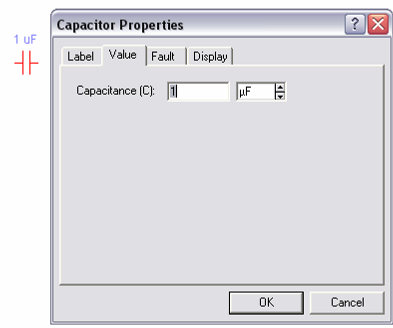 Capacitor Properties
1 uF
Label Value Fault Display
Capacitance (C): 1 µF
OK Cancel